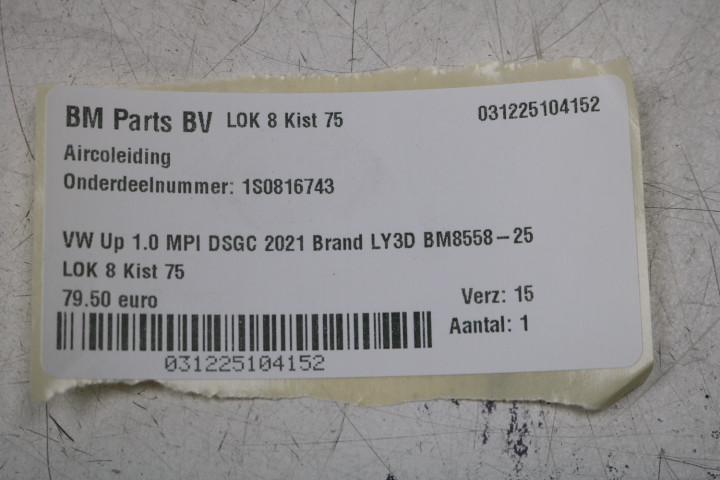 BM Parts BV LOK 8 Kist 75 031225104152
Aircoleiding
Onderdeelnummer: 1S0816743
VW Up 1.0 MPI DSGC 2021 Brand LY3D BM8558-25
LOK 8 Kist 75
79.50 euro Verz: 15
Aantal: 1
031225104152